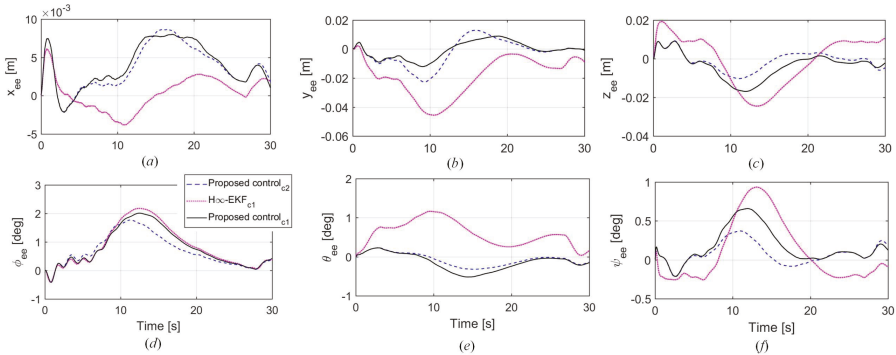 ×10⁻³
10
5
0
-5
0 10 20 30
x_ee [m]
(a)
0.02
0
-0.02
-0.04
-0.06
0 10 20 30
y_ee [m]
(b)
0.02
0
-0.02
-0.04
0 10 20 30
z_ee [m]
(c)
3
2
1
0
-1
0 10 20 30
ϕ_ee [deg]
Time [s]
(d)
Proposed control_c2
H∞-EKF_c1
Proposed control_c1
2
1
0
-1
0 10 20 30
θ_ee [deg]
Time [s]
(e)
1
0.5
0
-0.5
0 10 20 30
ψ_ee [deg]
Time [s]
(f)